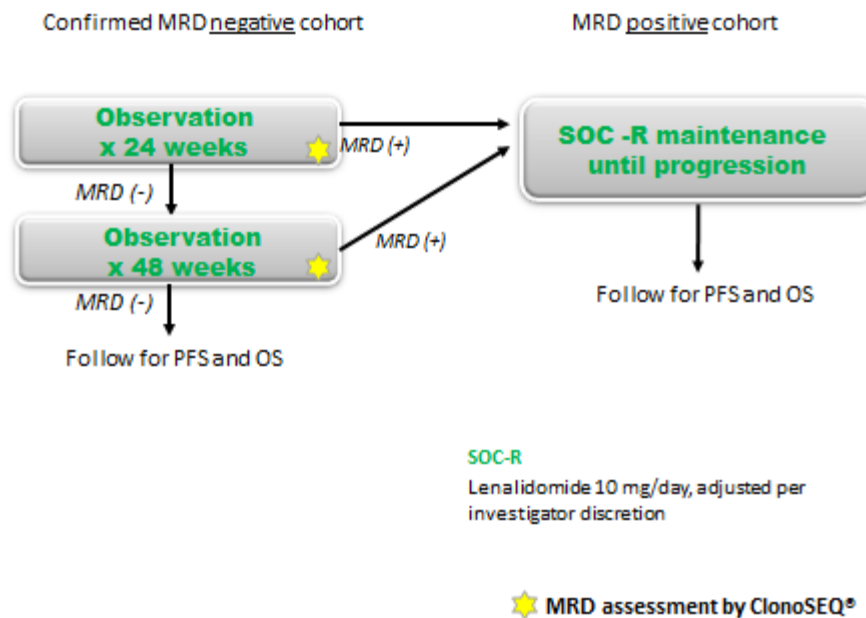 Confirmed MRD negative cohort
MRD positive cohort
Observation
x 24 weeks
MRD (+)
SOC -R maintenance
until progression
MRD (-)
Observation
x 48 weeks
MRD (+)
MRD (-)
Follow for PFS and OS
Follow for PFS and OS
SOC-R
Lenalidomide 10 mg/day, adjusted per
investigator discretion
MRD assessment by ClonoSEQ®